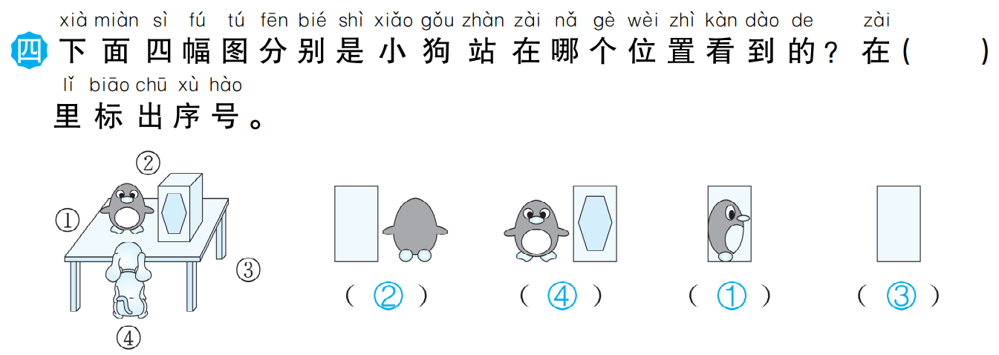 xià miàn sì fú tú fēn bié shì xiǎo gǒu zhàn zài nǎ gè wèi zhì kàn dào de zài
四 下面四幅图分别是小狗站在哪个位置看到的？在( )
lǐ biāo chū xù hào
里标出序号。
②
①
③
④
( ② ) ( ④ ) ( ① ) ( ③ )